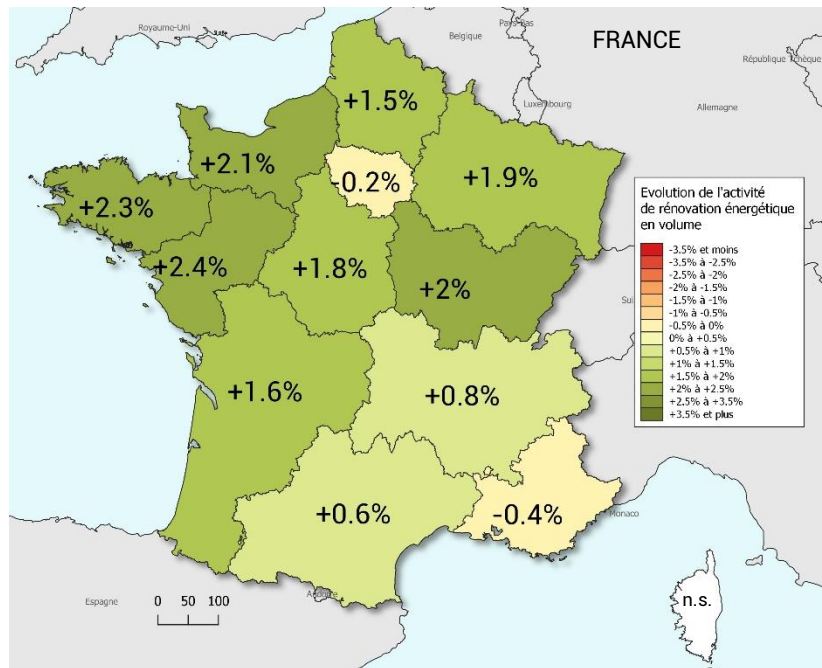 Royaume-Uni
Belgique
Pays-Bas
FRANCE
République Tchèque
Luxembourg
Allemagne
+1.5%
+2.1%
-0.2%
+1.9%
+2.3%
+2.4%
+1.8%
+2%
Sui
+1.6%
+0.8%
+0.6%
-0.4%
Monaco
Espagne
Andorre
n.s.
0 50 100
Evolution de l'activité
de rénovation énergétique
en volume
-3.5% et moins
-3.5% à -2.5%
-2.5% à -2%
-2% à -1.5%
-1.5% à -1%
-1% à -0.5%
-0.5% à 0%
0% à +0.5%
+0.5% à +1%
+1% à +1.5%
+1.5% à +2%
+2% à +2.5%
+2.5% à +3.5%
+3.5% et plus